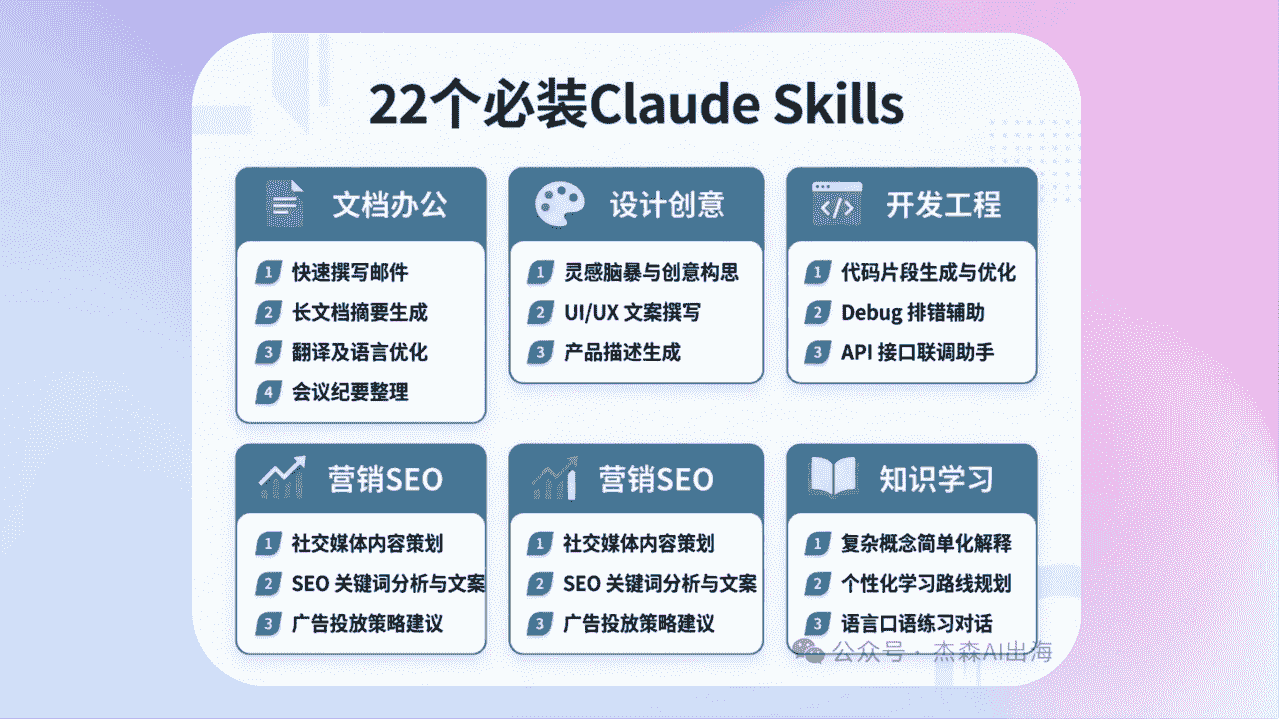 22个必装Claude Skills
文档办公
1 快速撰写邮件
2 长文档摘要生成
3 翻译及语言优化
4 会议纪要整理
设计创意
1 灵感脑暴与创意构思
2 UI/UX 文案撰写
3 产品描述生成
</> 开发工程
1 代码片段生成与优化
2 Debug 排错辅助
3 API 接口联调助手
营销SEO
1 社交媒体内容策划
2 SEO 关键词分析与文案
3 广告投放策略建议
营销SEO
1 社交媒体内容策划
2 SEO 关键词分析与文案
3 广告投放策略建议
知识学习
1 复杂概念简单化解释
2 个性化学习路线规划
3 语言口语练习对话
公众号 · 杰森AI出海